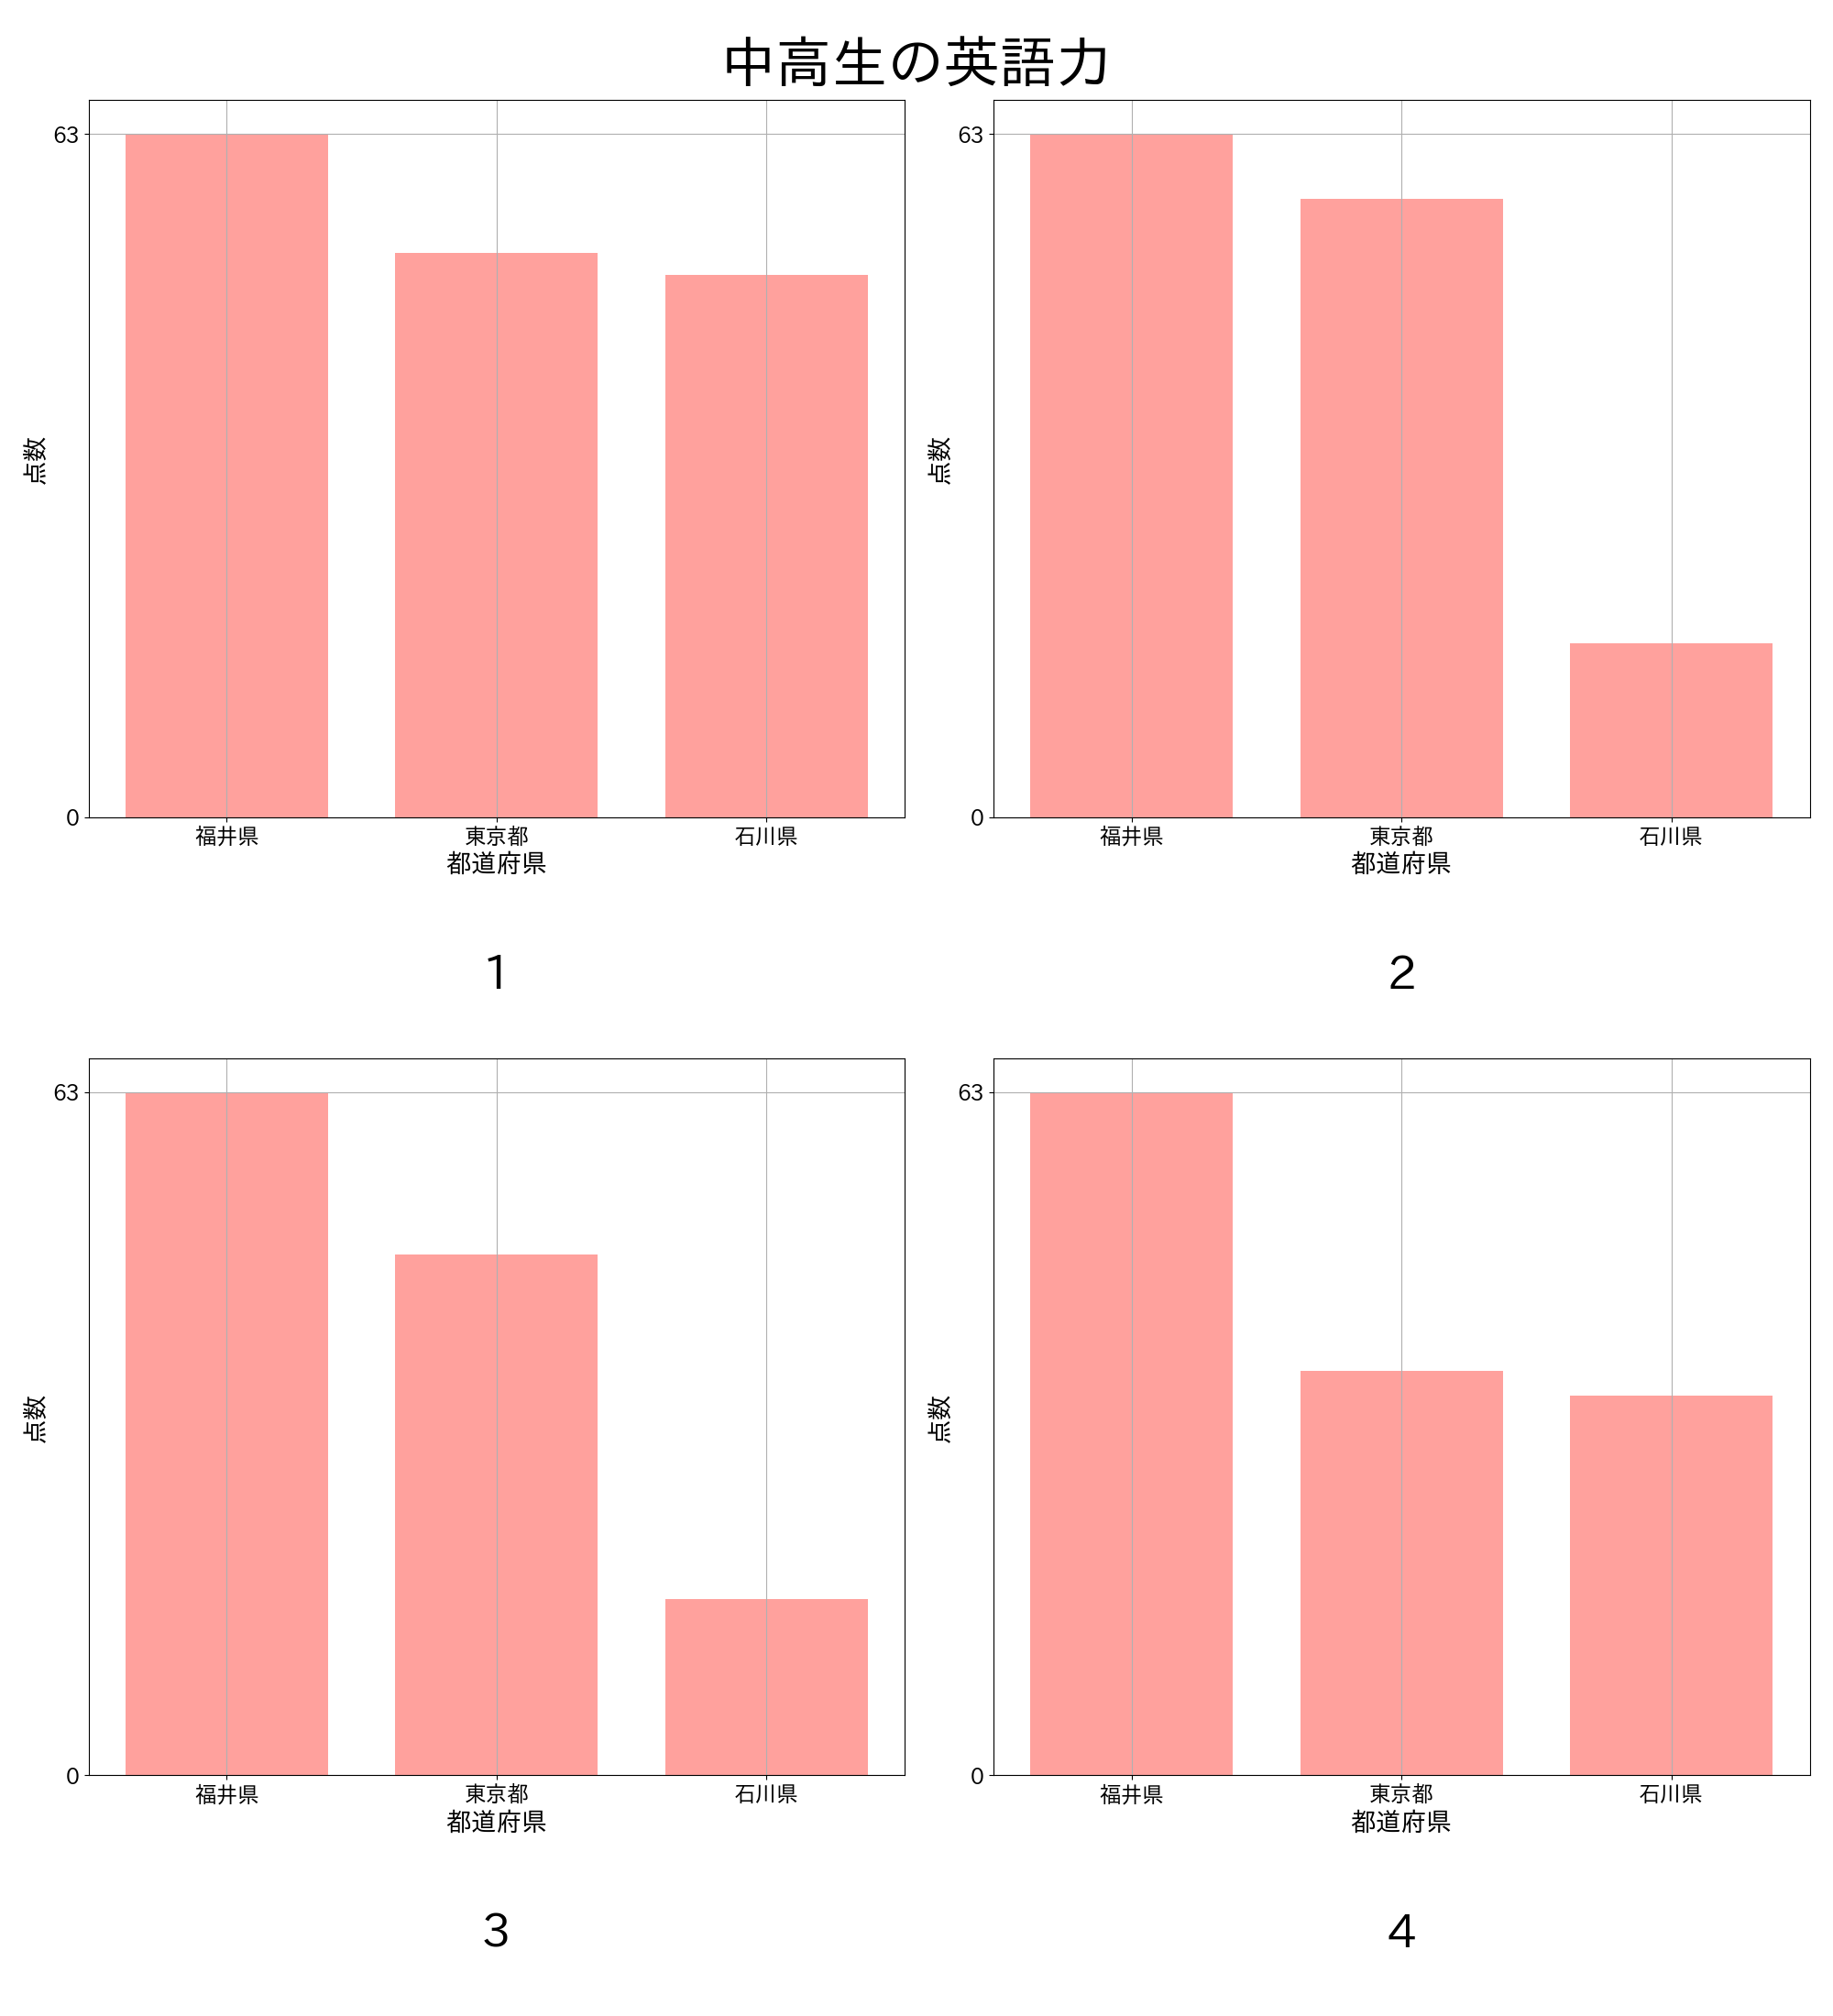 中高生の英語力
63
点数
0
福井県 東京都 石川県
都道府県
1
63
点数
0
福井県 東京都 石川県
都道府県
2
63
点数
0
福井県 東京都 石川県
都道府県
3
63
点数
0
福井県 東京都 石川県
都道府県
4